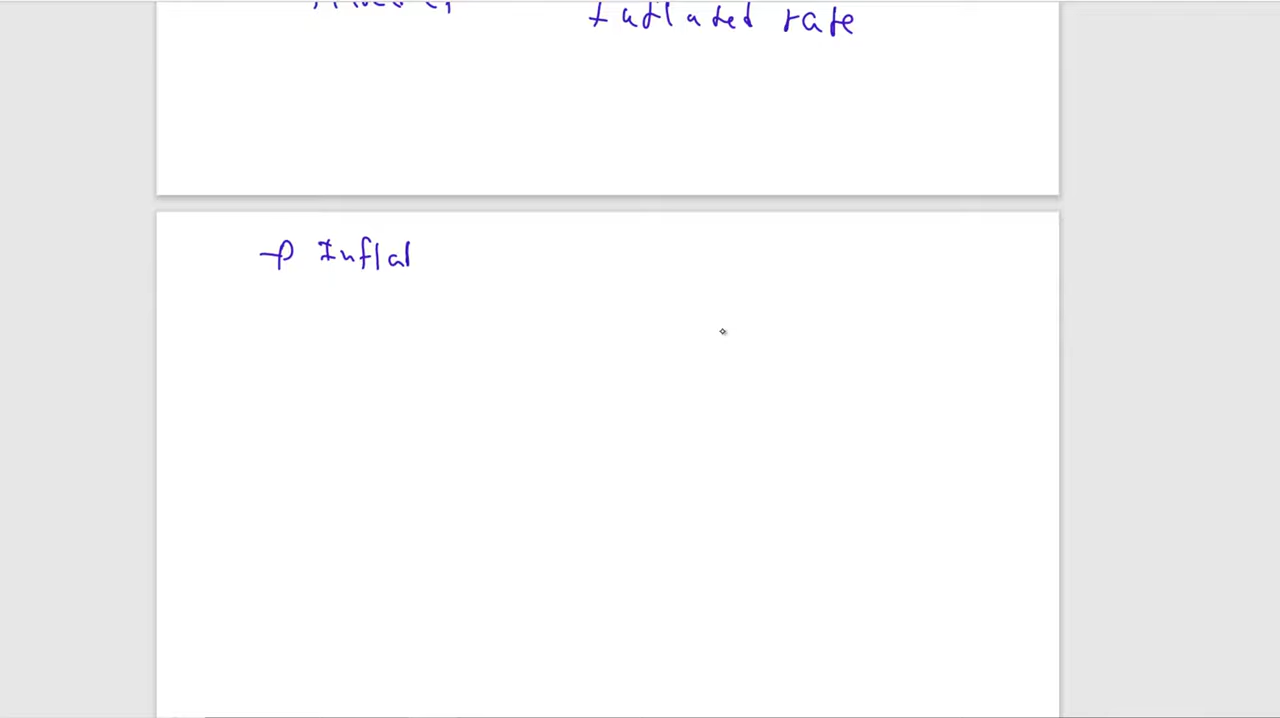 Inflated rate
→ Inflat